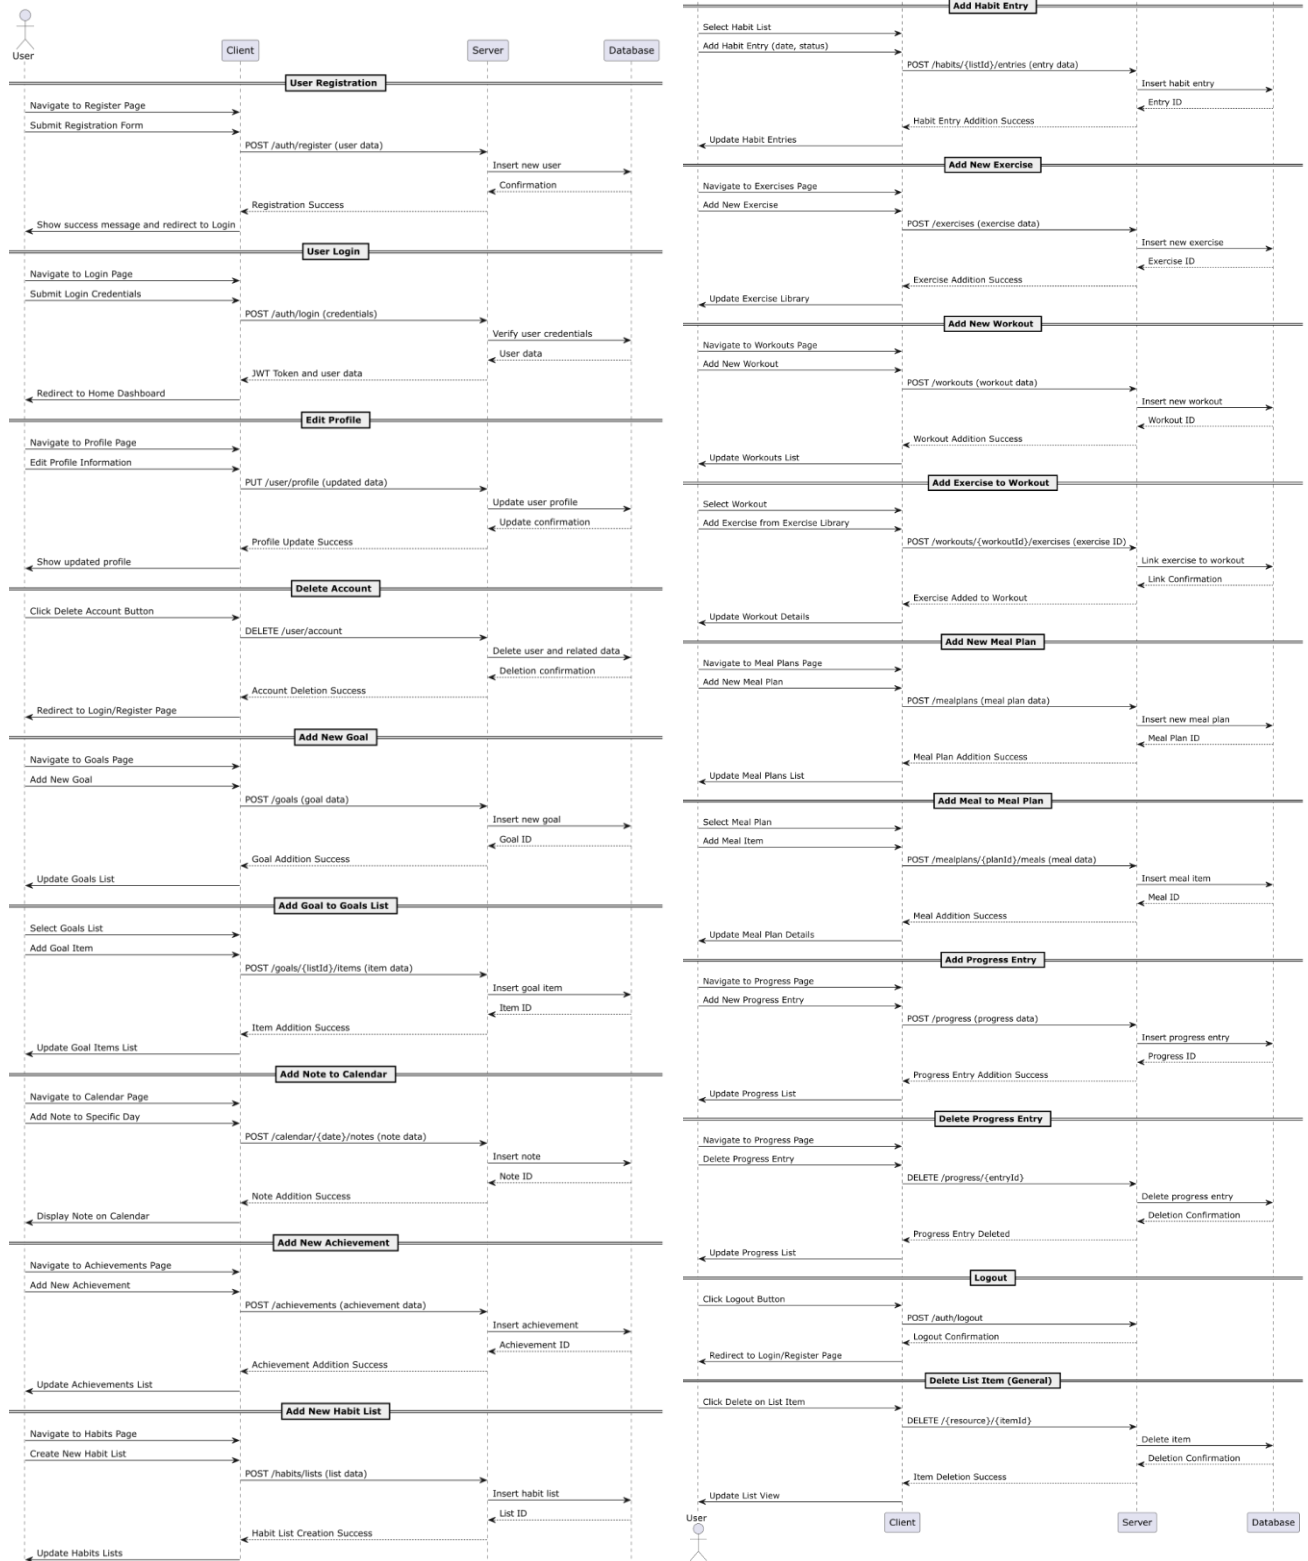 User
Client
Server
Database
User Registration
Navigate to Register Page
Submit Registration Form
POST /auth/register (user data)
Insert new user
Confirmation
Registration Success
Show success message and redirect to Login
User Login
Navigate to Login Page
Submit Login Credentials
POST /auth/login (credentials)
Verify user credentials
User data
JWT Token and user data
Redirect to Home Dashboard
Edit Profile
Navigate to Profile Page
Edit Profile Information
PUT /user/profile (updated data)
Update user profile
Update confirmation
Profile Update Success
Show updated profile
Delete Account
Click Delete Account Button
DELETE /user/account
Delete user and related data
Deletion confirmation
Account Deletion Success
Redirect to Login/Register Page
Add New Goal
Navigate to Goals Page
Add New Goal
POST /goals (goal data)
Insert new goal
Goal ID
Goal Addition Success
Update Goals List
Add Goal to Goals List
Select Goals List
Add Goal Item
POST /goals/{listId}/items (item data)
Insert goal item
Item ID
Item Addition Success
Update Goal Items List
Add Note to Calendar
Navigate to Calendar Page
Add Note to Specific Day
POST /calendar/{date}/notes (note data)
Insert note
Note ID
Note Addition Success
Display Note on Calendar
Add New Achievement
Navigate to Achievements Page
Add New Achievement
POST /achievements (achievement data)
Insert achievement
Achievement ID
Achievement Addition Success
Update Achievements List
Add New Habit List
Navigate to Habits Page
Create New Habit List
POST /habits/lists (list data)
Insert habit list
List ID
Habit List Creation Success
Update Habits Lists
Add Habit Entry
Select Habit List
Add Habit Entry (date, status)
POST /habits/{listId}/entries (entry data)
Insert habit entry
Entry ID
Habit Entry Addition Success
Update Habit Entries
Add New Exercise
Navigate to Exercises Page
Add New Exercise
POST /exercises (exercise data)
Insert new exercise
Exercise ID
Exercise Addition Success
Update Exercise Library
Add New Workout
Navigate to Workouts Page
Add New Workout
POST /workouts (workout data)
Insert new workout
Workout ID
Workout Addition Success
Update Workouts List
Add Exercise to Workout
Select Workout
Add Exercise from Exercise Library
POST /workouts/{workoutId}/exercises (exercise ID)
Link exercise to workout
Link Confirmation
Exercise Added to Workout
Update Workout Details
Add New Meal Plan
Navigate to Meal Plans Page
Add New Meal Plan
POST /mealplans (meal plan data)
Insert new meal plan
Meal Plan ID
Meal Plan Addition Success
Update Meal Plans List
Add Meal to Meal Plan
Select Meal Plan
Add Meal Item
POST /mealplans/{planId}/meals (meal data)
Insert meal item
Meal ID
Meal Addition Success
Update Meal Plan Details
Add Progress Entry
Navigate to Progress Page
Add New Progress Entry
POST /progress (progress data)
Insert progress entry
Progress ID
Progress Entry Addition Success
Update Progress List
Delete Progress Entry
Navigate to Progress Page
Delete Progress Entry
DELETE /progress/{entryId}
Delete progress entry
Deletion Confirmation
Progress Entry Deleted
Update Progress List
Logout
Click Logout Button
POST /auth/logout
Logout Confirmation
Redirect to Login/Register Page
Delete List Item (General)
Click Delete on List Item
DELETE /{resource}/{itemId}
Delete item
Deletion Confirmation
Item Deletion Success
Update List View
User
Client
Server
Database